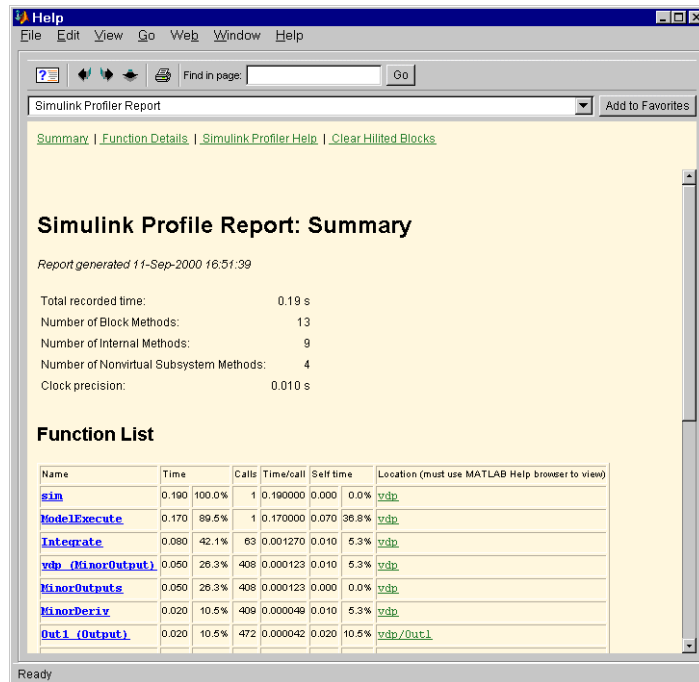 Help
File Edit View Go Web Window Help
Find in page: Go
Simulink Profiler Report Add to Favorites
Summary | Function Details | Simulink Profiler Help | Clear Hilited Blocks
Simulink Profile Report: Summary
Report generated 11-Sep-2000 16:51:39
Total recorded time: 0.19 s
Number of Block Methods: 13
Number of Internal Methods: 9
Number of Nonvirtual Subsystem Methods: 4
Clock precision: 0.010 s
Function List
Name Time Calls Time/call Self time Location (must use MATLAB Help browser to view)
sim 0.190 100.0% 1 0.190000 0.000 0.0% vdp
ModelExecute 0.170 89.5% 1 0.170000 0.070 36.8% vdp
Integrate 0.080 42.1% 63 0.001270 0.010 5.3% vdp
vdp (MinorOutput) 0.050 26.3% 408 0.000123 0.010 5.3% vdp
MinorOutputs 0.050 26.3% 408 0.000123 0.000 0.0% vdp
MinorDeriv 0.020 10.5% 409 0.000049 0.010 5.3% vdp
Out1 (Output) 0.020 10.5% 472 0.000042 0.020 10.5% vdp/Out1
Ready